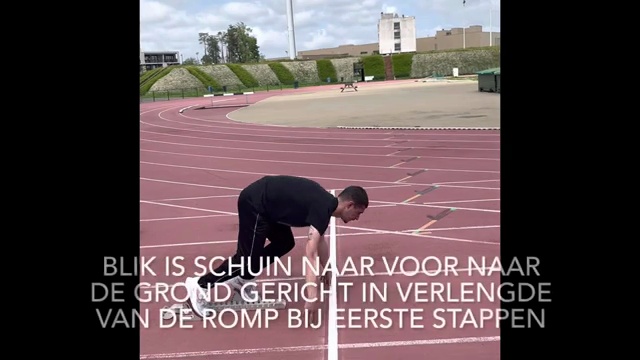 BLIK IS SCHUIN NAAR VOOR NAAR
DE GROND GERICHT IN VERLENGDE
VAN DE ROMP BIJ EERSTE STAPPEN